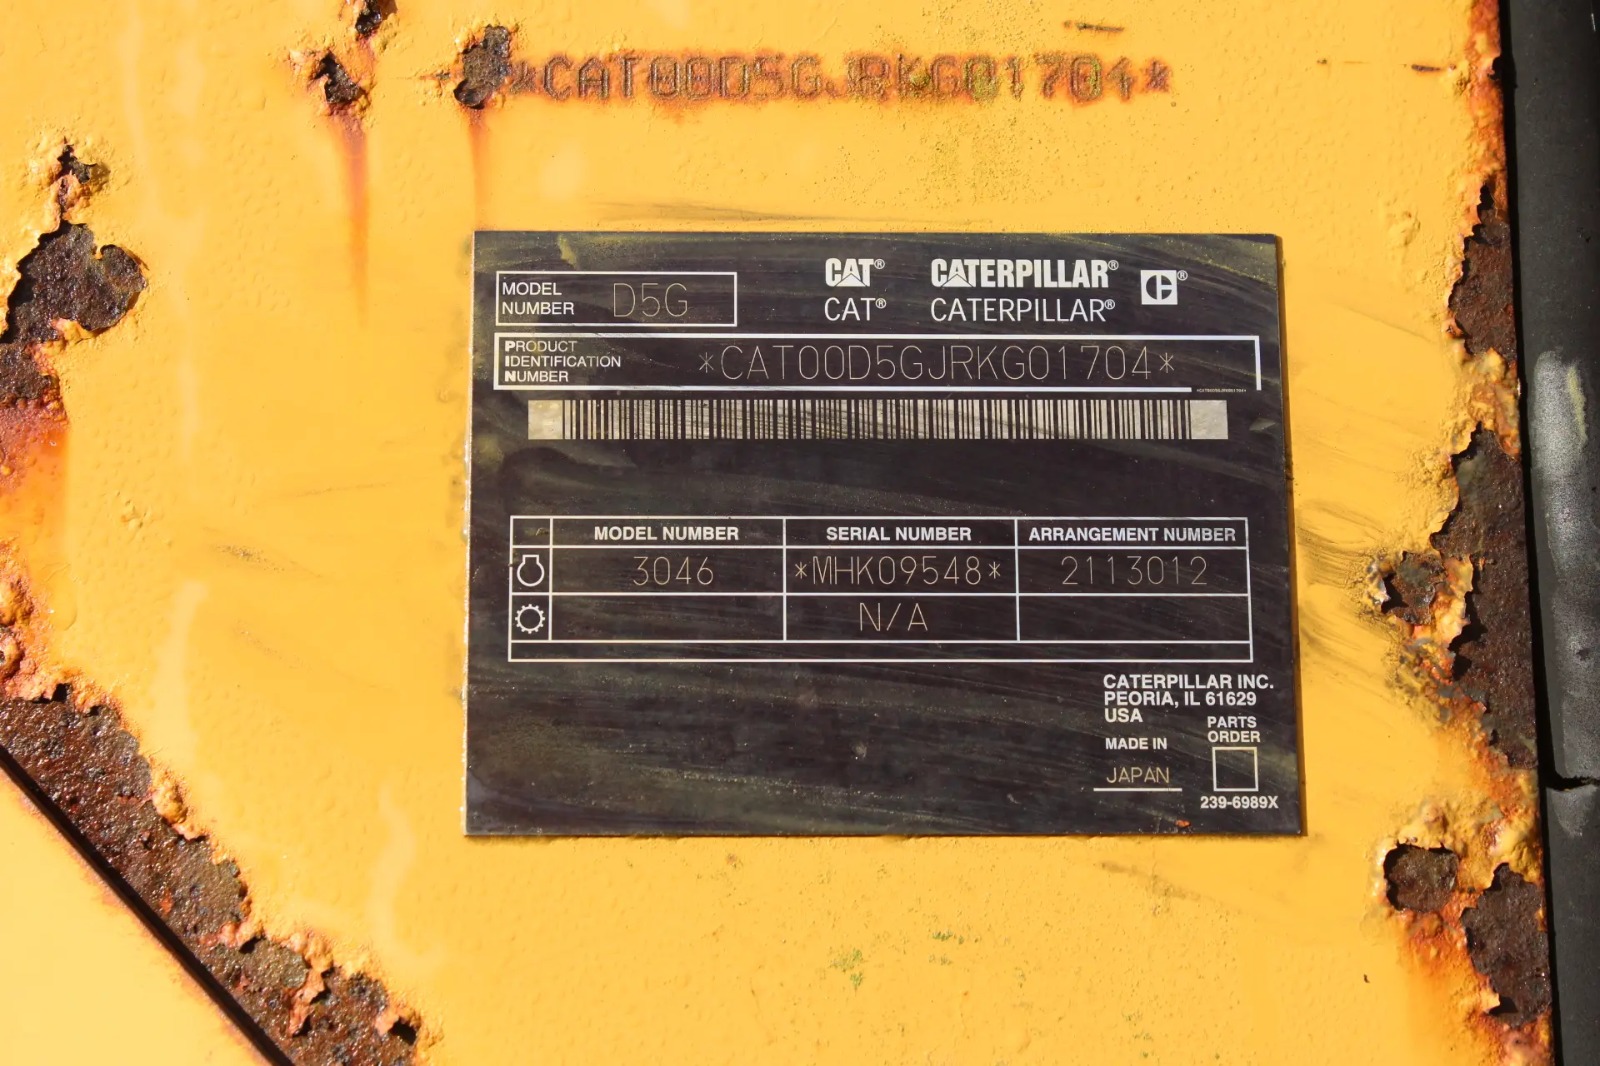 *CAT00D5GJRKG01704*
MODEL NUMBER D5G
CAT® CATERPILLAR® C®
CAT® CATERPILLAR®
PRODUCT IDENTIFICATION NUMBER *CAT00D5GJRKG01704*
MODEL NUMBER SERIAL NUMBER ARRANGEMENT NUMBER
3046 *MHK09548* 2113012
N/A
CATERPILLAR INC.
PEORIA, IL 61629
USA
PARTS ORDER
MADE IN
JAPAN
239-6989X